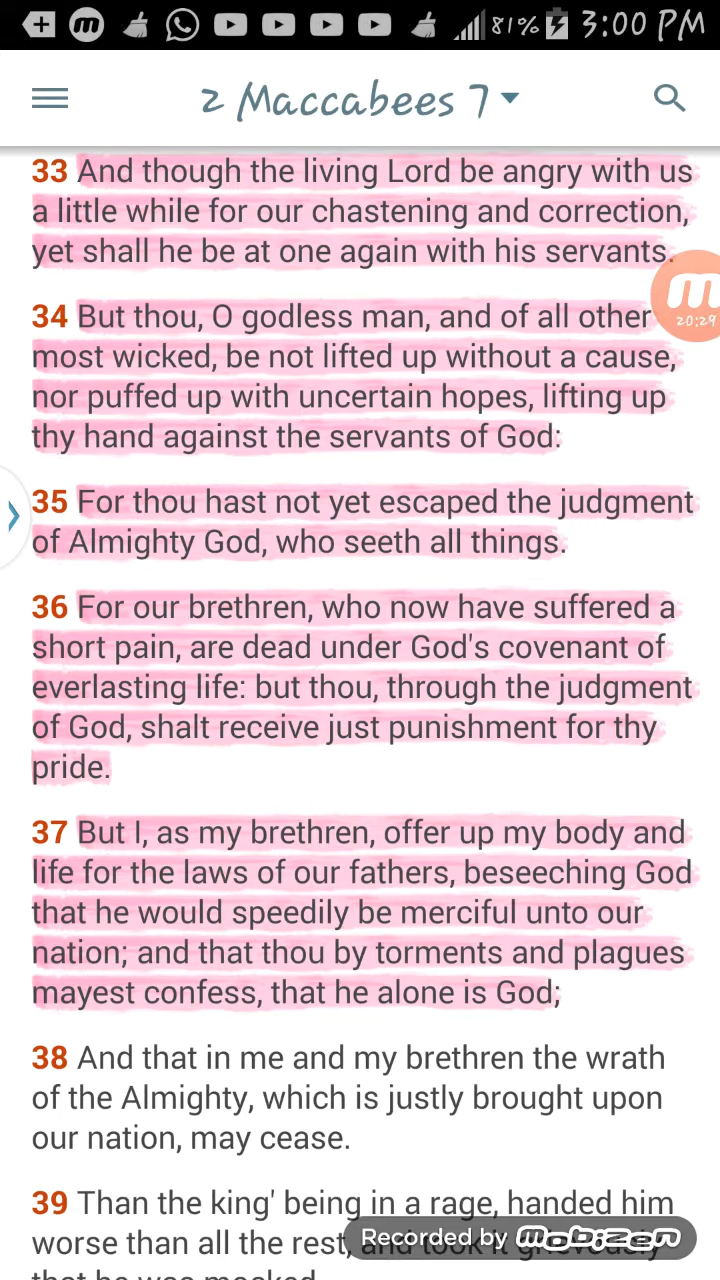 81% 3:00 PM
2 Maccabees 7
33 And though the living Lord be angry with us
a little while for our chastening and correction,
yet shall he be at one again with his servants.
34 But thou, O godless man, and of all other
most wicked, be not lifted up without a cause,
nor puffed up with uncertain hopes, lifting up
thy hand against the servants of God:
m
20:29
35 For thou hast not yet escaped the judgment
of Almighty God, who seeth all things.
36 For our brethren, who now have suffered a
short pain, are dead under God's covenant of
everlasting life: but thou, through the judgment
of God, shalt receive just punishment for thy
pride.
37 But I, as my brethren, offer up my body and
life for the laws of our fathers, beseeching God
that he would speedily be merciful unto our
nation; and that thou by torments and plagues
mayest confess, that he alone is God;
38 And that in me and my brethren the wrath
of the Almighty, which is justly brought upon
our nation, may cease.
39 Than the king' being in a rage, handed him
worse than all the rest, and took it grievously
that he was mocked.
Recorded by mobizen